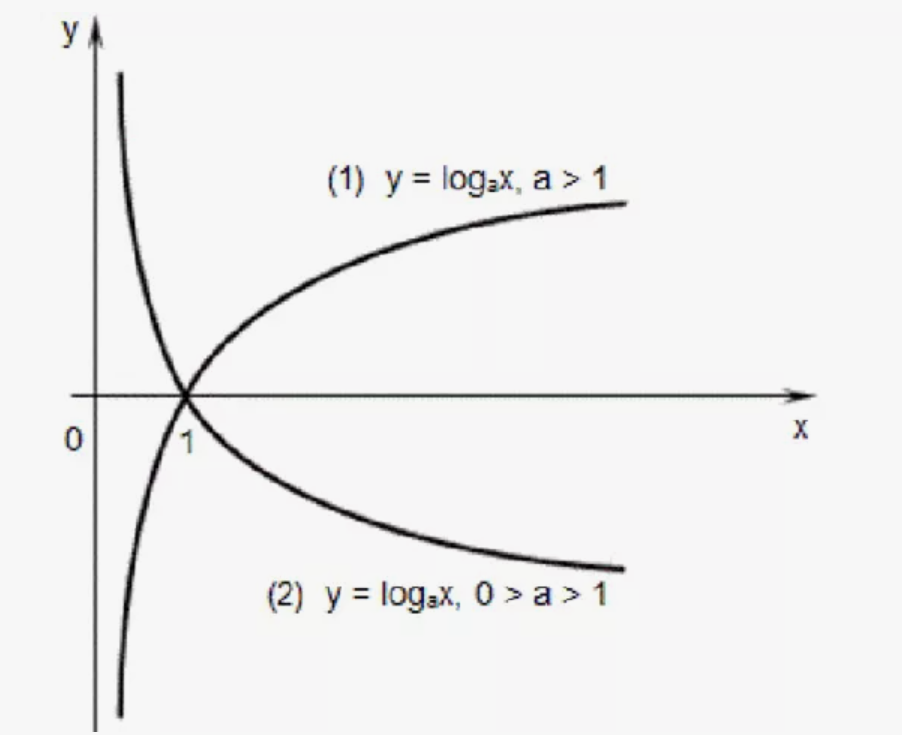 y
(1) y = logₐx, a > 1
0
1
x
(2) y = logₐx, 0 > a > 1